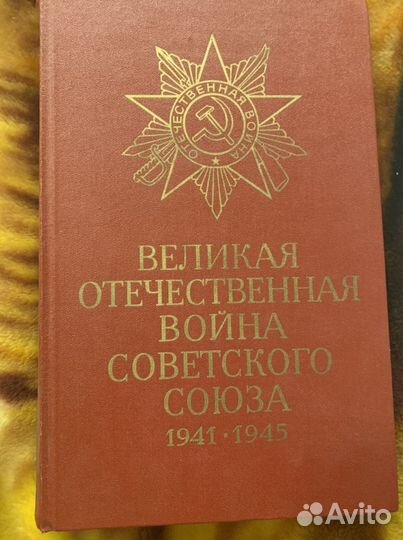 ОТЕЧЕСТВЕННАЯ ВОЙНА
ВЕЛИКАЯ
ОТЕЧЕСТВЕННАЯ
ВОЙНА
СОВЕТСКОГО
СОЮЗА
1941·1945
Avito